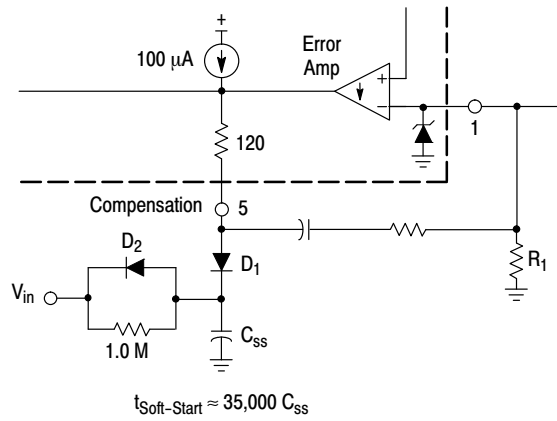 +
100 µA
Error
Amp
+
−
1
120
Compensation
5
D2
D1
R1
Vin
1.0 M
Css
tSoft−Start ≈ 35,000 Css